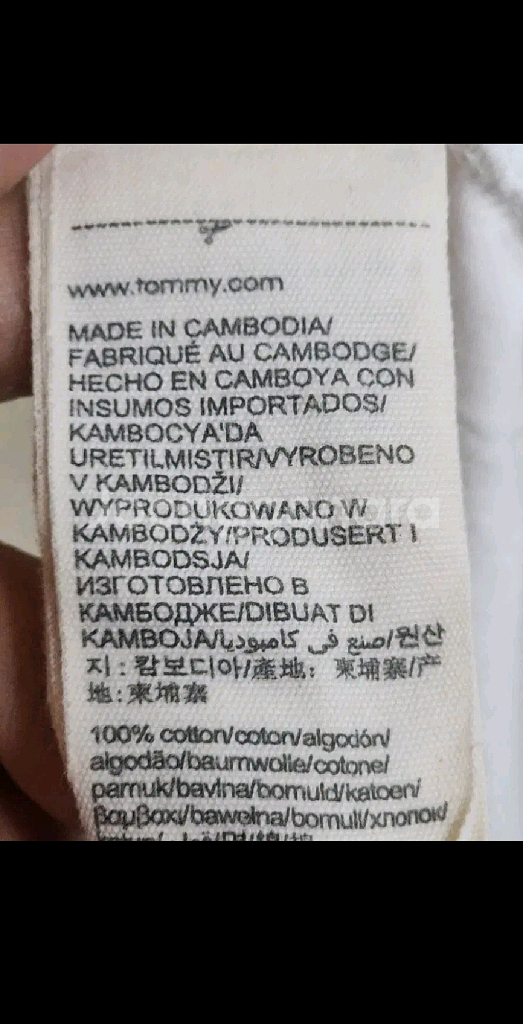 www.tommy.com
MADE IN CAMBODIA/
FABRIQUÉ AU CAMBODGE/
HECHO EN CAMBOYA CON
INSUMOS IMPORTADOS/
KAMBOCYA'DA
URETILMISTIR/VYROBENO
V KAMBODŽI/
WYPRODUKOWANO W
KAMBODŻY/PRODUSERT I
KAMBODSJA/
ИЗГОТОВЛЕНО В
КАМБОДЖЕ/DIBUAT DI
KAMBOJA/صنع في كامبوديا/원산
지: 캄보디아/產地: 柬埔寨/产
地:柬埔寨
100% cotton/coton/algodón/
algodão/baumwolle/cotone/
pamuk/bavlna/bomuld/katoen/
βαμβακι/bawełna/bomull/хлопок/